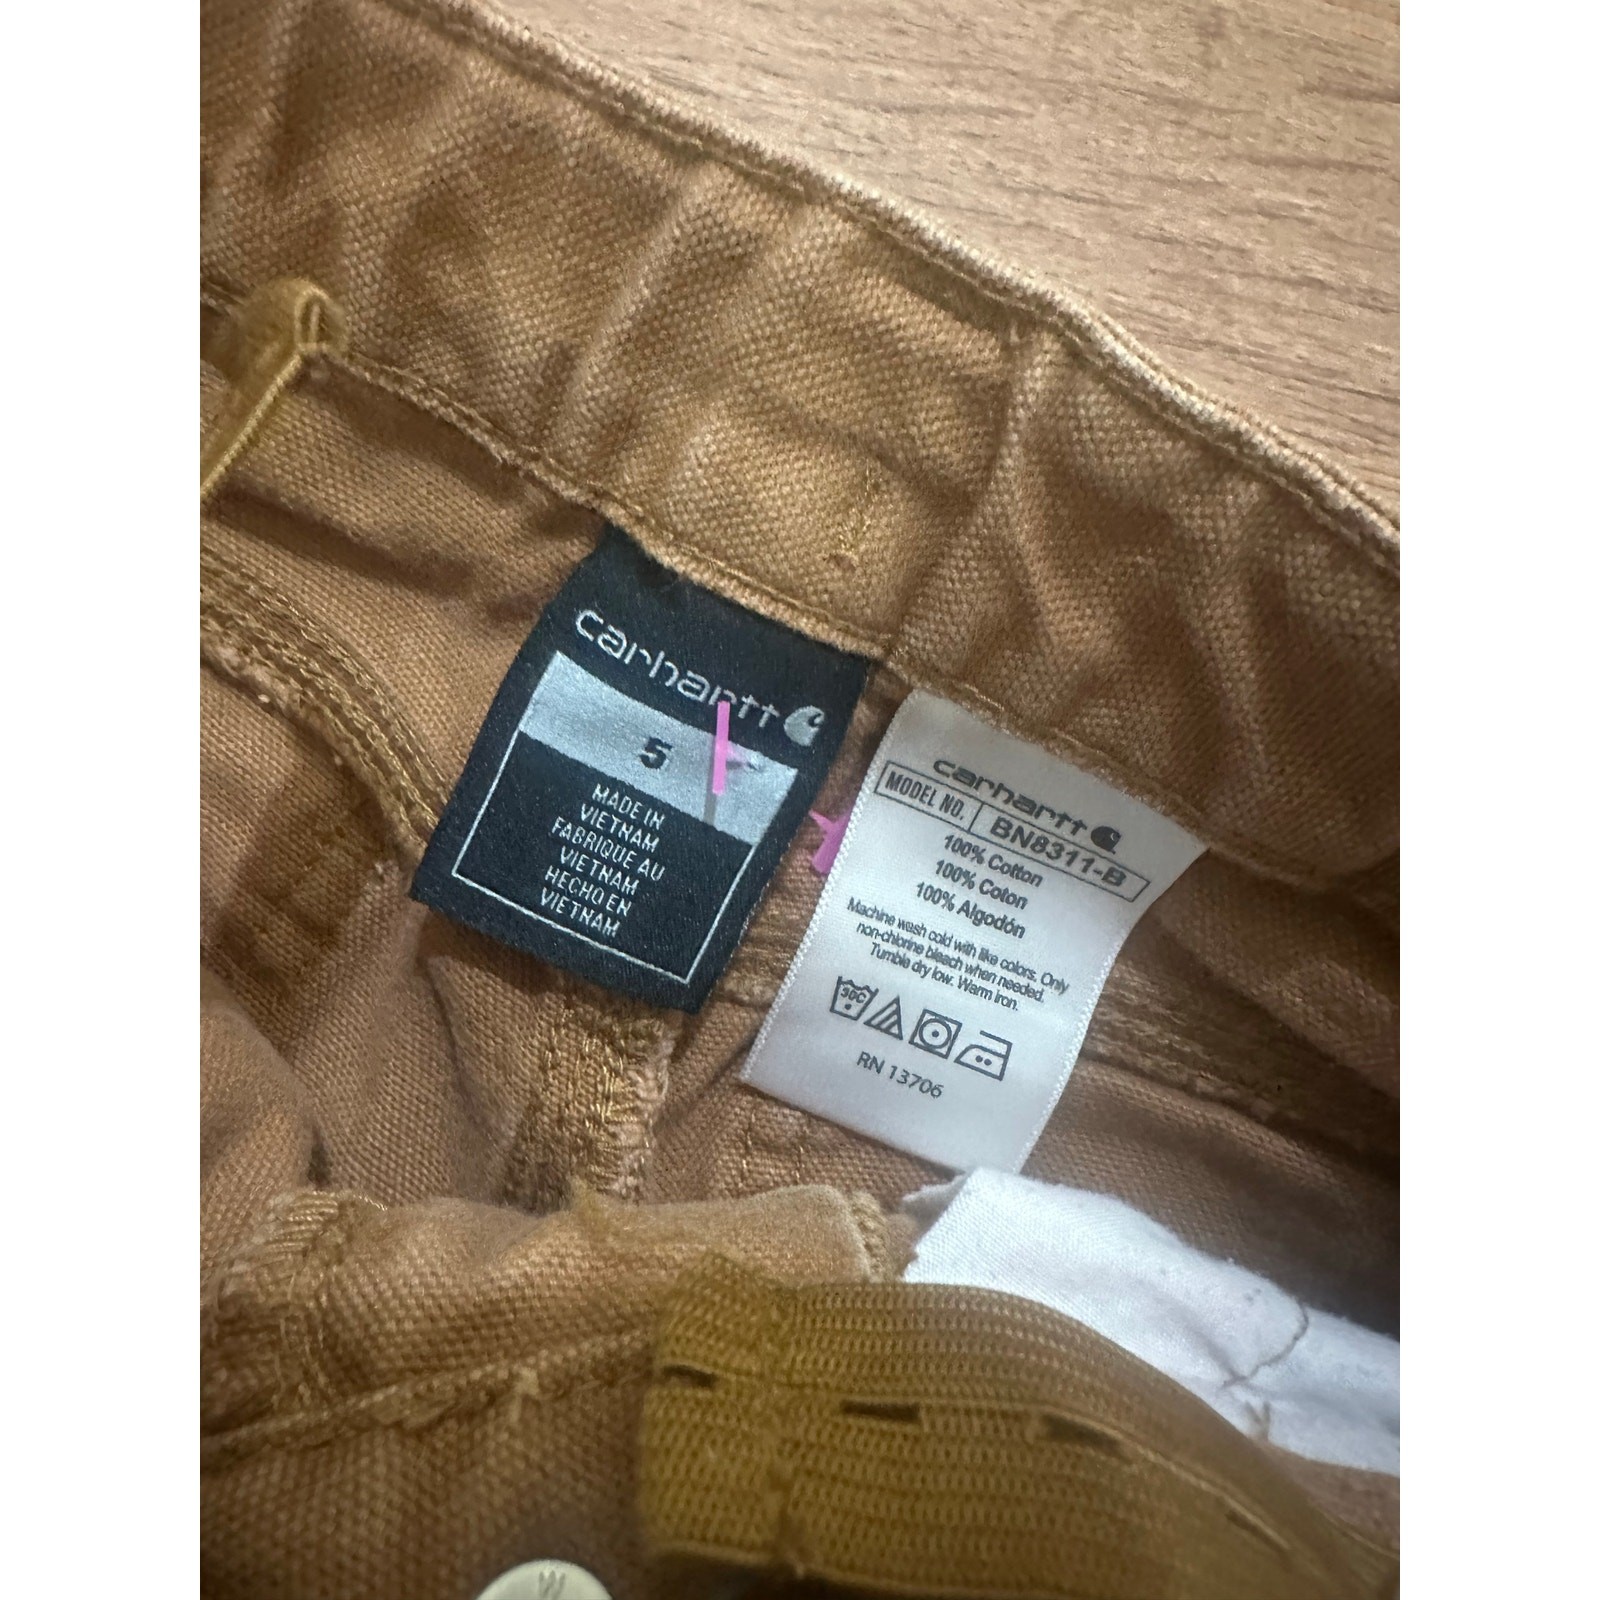 carhartt
5
MADE IN
VIETNAM
FABRIQUE AU
VIETNAM
HECHO EN
VIETNAM
carhartt
MODEL NO. BN8311-B
100% Cotton
100% Coton
100% Algodón
Machine wash cold with like colors. Only
non-chlorine bleach when needed.
Tumble dry low. Warm iron.
30C
RN 13706